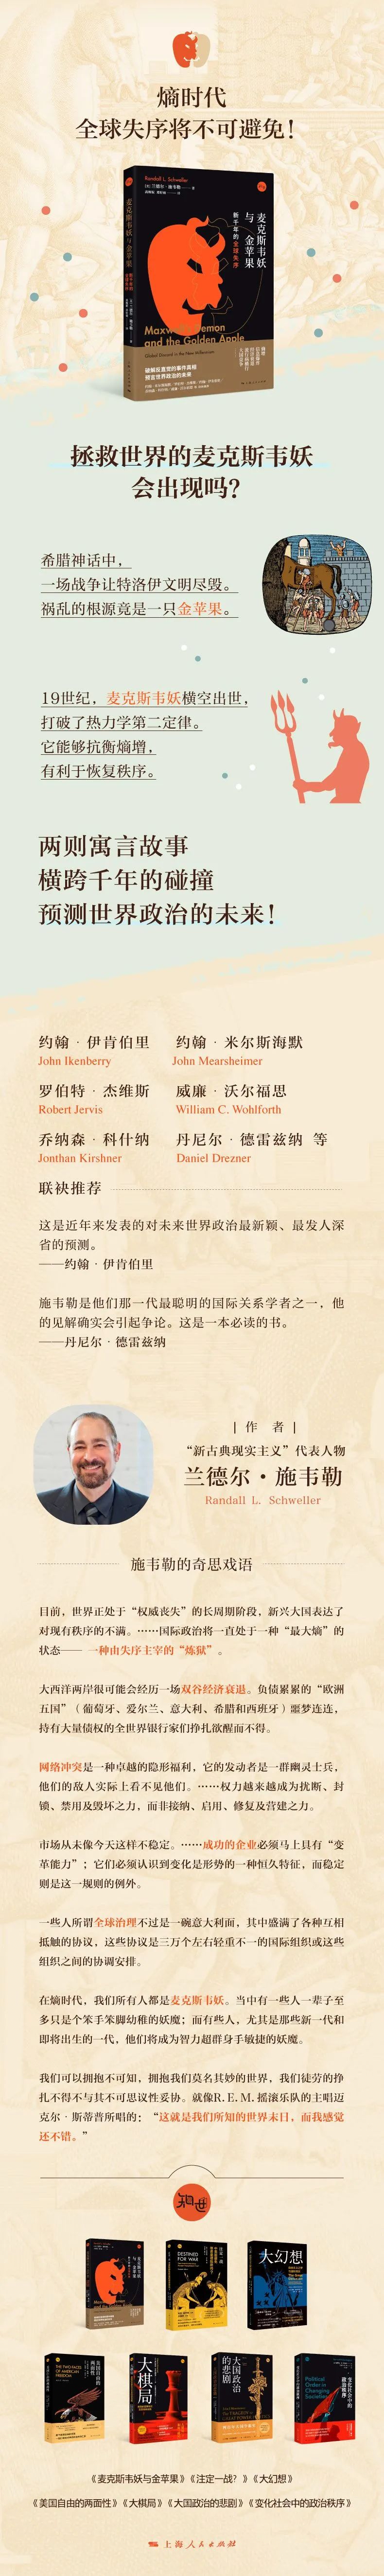 熵时代
全球失序将不可避免！
Randall L. Schweller
麦克斯韦妖
与 金苹果
新千年的全球失序
Maxwell's Demon
and the Golden Apple
Global Discord in the New Millennium
破解反直觉的事件真相
预言世界政治的未来
拯救世界的麦克斯韦妖
会出现吗？
希腊神话中，
一场战争让特洛伊文明尽毁。
祸乱的根源竟是一只金苹果。
19世纪，麦克斯韦妖横空出世，
打破了热力学第二定律。
它能够抗衡熵增，
有利于恢复秩序。
两则寓言故事
横跨千年的碰撞
预测世界政治的未来！
约翰·伊肯伯里 约翰·米尔斯海默
John Ikenberry John Mearsheimer
罗伯特·杰维斯 威廉·沃尔福思
Robert Jervis William C. Wohlforth
乔纳森·科什纳 丹尼尔·德雷兹纳 等
Jonthan Kirshner Daniel Drezner
联袂推荐
这是近年来发表的对未来世界政治最新颖、最发人深
省的预测。
——约翰·伊肯伯里
施韦勒是他们那一代最聪明的国际关系学者之一，他
的见解确实会引起争论。这是一本必读的书。
——丹尼尔·德雷兹纳
| 作 者 |
“新古典现实主义”代表人物
兰德尔·施韦勒
Randall L. Schweller
施韦勒的奇思戏语
目前，世界正处于“权威丧失”的长周期阶段，新兴大国表达了
对现有秩序的不满。……国际政治将一直处于一种“最大熵”的
状态—— 一种由失序主宰的“炼狱”。
大西洋两岸很可能会经历一场双谷经济衰退。负债累累的“欧洲
五国”（葡萄牙、爱尔兰、意大利、希腊和西班牙）噩梦连连，
持有大量债权的全世界银行家们挣扎欲醒而不得。
网络冲突是一种卓越的隐形福利，它的发动者是一群幽灵士兵，
他们的敌人实际上看不见他们。……权力越来越成为扰断、封
锁、禁用及毁坏之力，而非接纳、启用、修复及营建之力。
市场从未像今天这样不稳定。……成功的企业必须马上具有“变
革能力”；它们必须认识到变化是形势的一种恒久特征，而稳定
则是这一规则的例外。
一些人所谓全球治理不过是一碗意大利面，其中盛满了各种互相
抵触的协议，这些协议是三万个左右轻重不一的国际组织或这些
组织之间的协调安排。
在熵时代，我们所有人都是麦克斯韦妖。当中有一些人一辈子至
多只是个笨手笨脚幼稚的妖魔；而有些人，尤其是那些新一代和
即将出生的一代，他们将成为智力超群身手敏捷的妖魔。
我们可以拥抱不可知，拥抱我们莫名其妙的世界，我们徒劳的挣
扎不得不与其不可思议性妥协。就像R.E.M.摇滚乐队的主唱迈
克尔·斯蒂普所唱的：“这就是我们所知的世界末日，而我感觉
还不错。”
DESTINED
FOR WAR
大幻想
THE TWO FACES
OF AMERICAN
FREEDOM
美国自由的两面性
大棋局
大国政治的悲剧
Political
Order in
Changing
Societies
变化社会中的政治秩序
《麦克斯韦妖与金苹果》《注定一战？》《大幻想》
《美国自由的两面性》《大棋局》《大国政治的悲剧》《变化社会中的政治秩序》
上海人民出版社